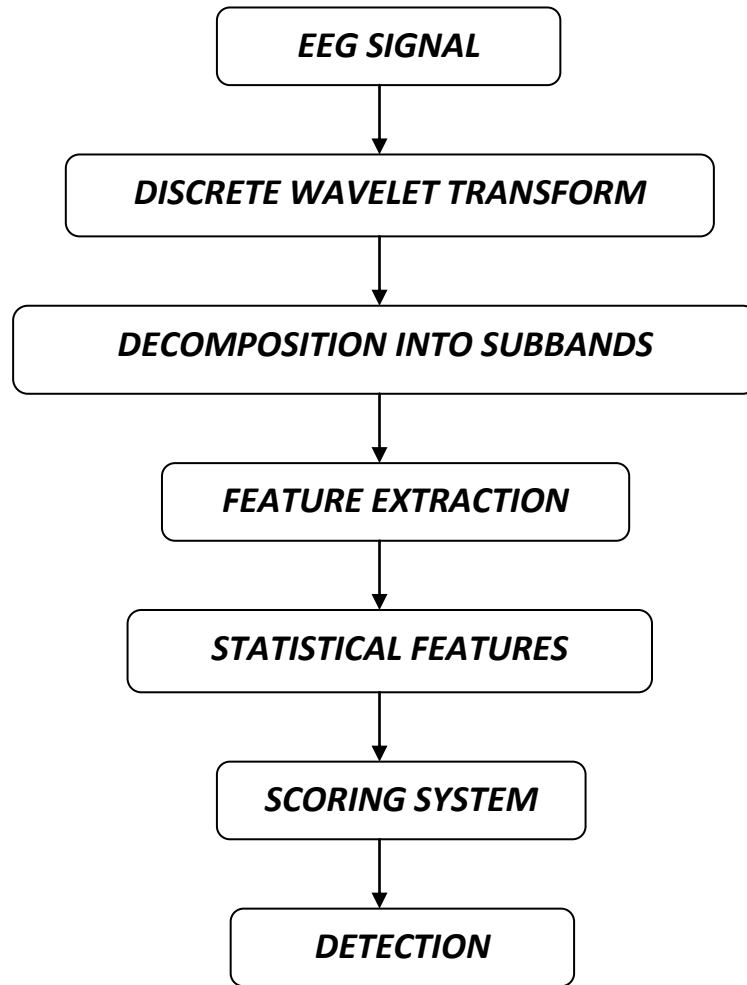 EEG SIGNAL
DISCRETE WAVELET TRANSFORM
DECOMPOSITION INTO SUBBANDS
FEATURE EXTRACTION
STATISTICAL FEATURES
SCORING SYSTEM
DETECTION